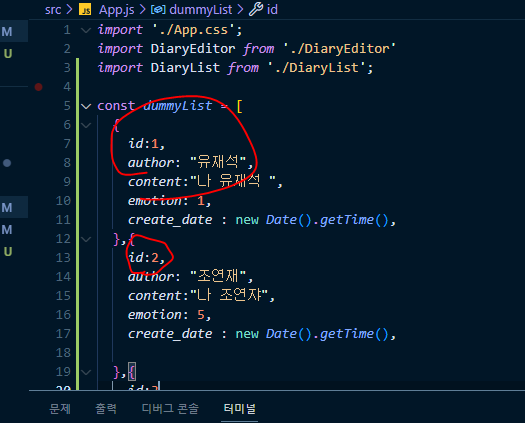 src > JS App.js > dummyList > id
M 1 import './App.css';
U 2 import DiaryEditor from './DiaryEditor'
3 import DiaryList from './DiaryList';
4
5 const dummyList = [
6 {
7 id:1,
8 author: "유재석",
9 content:"나 유재석 ",
M 10 emotion: 1,
M 11 create_date : new Date().getTime(),
U 12 },{
13 id:2,
14 author: "조연재",
15 content:"나 조연쟈",
16 emotion: 5,
17 create_date : new Date().getTime(),
18
19 },{
20
문제 출력 디버그 콘솔 터미널